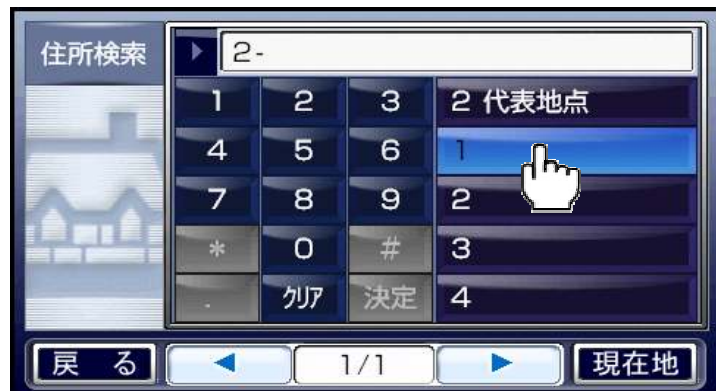 住所検索
2-
1 2 3 2 代表地点
4 5 6 1
7 8 9 2
* 0 # 3
. クリア 決定 4
戻る 1/1 現在地